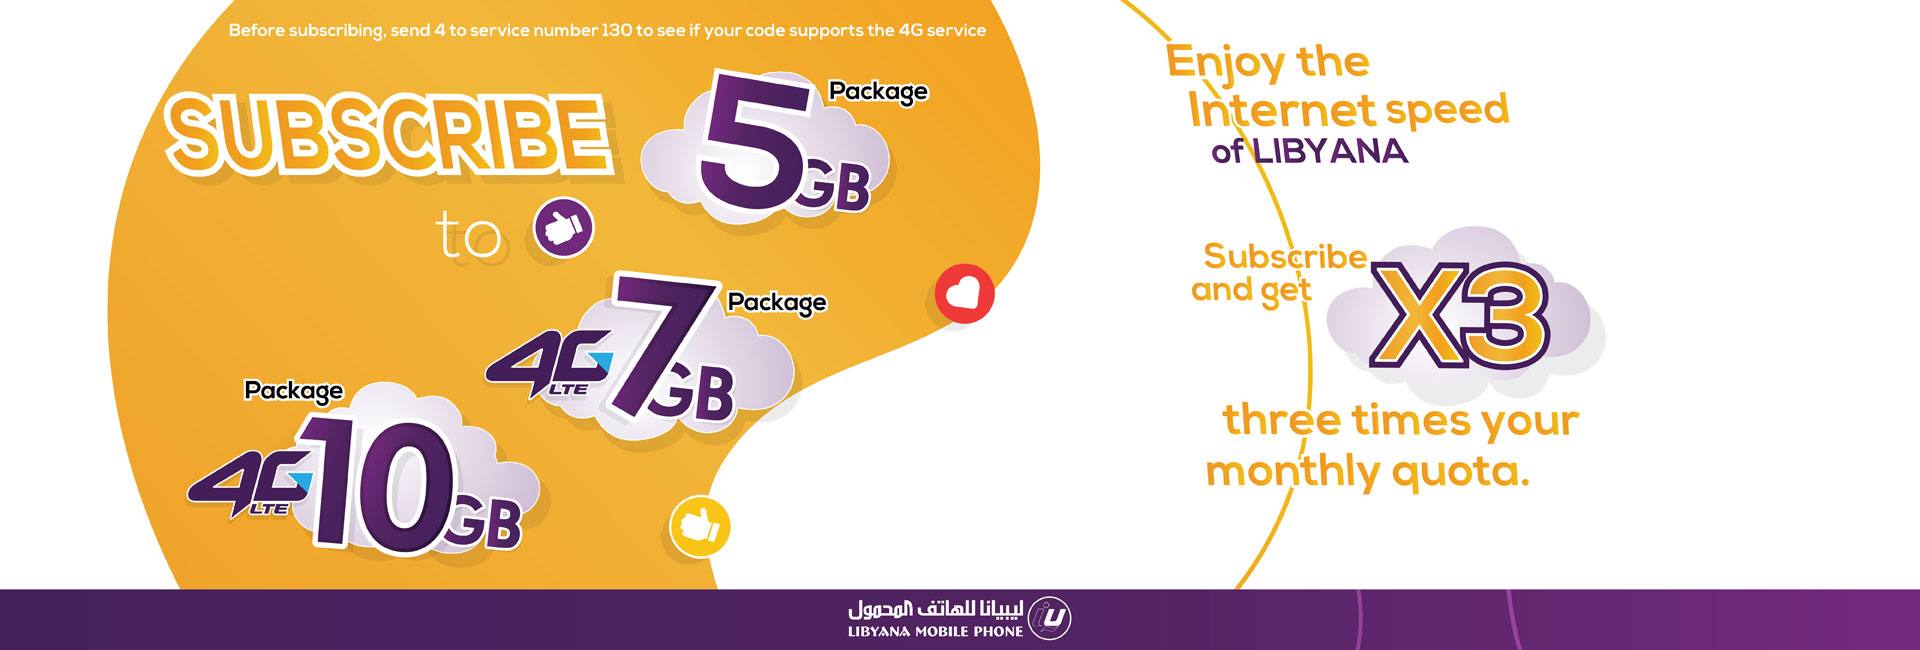 Before subscribing, send 4 to service number 130 to see if your code supports the 4G service
SUBSCRIBE
to
5GB
Package
4G LTE
7GB
Package
Package
4G LTE
10GB
Enjoy the
Internet speed
of LIBYANA
Subscribe
and get
X3
three times your
monthly quota.
ليبيانا للهاتف المحمول
LIBYANA MOBILE PHONE